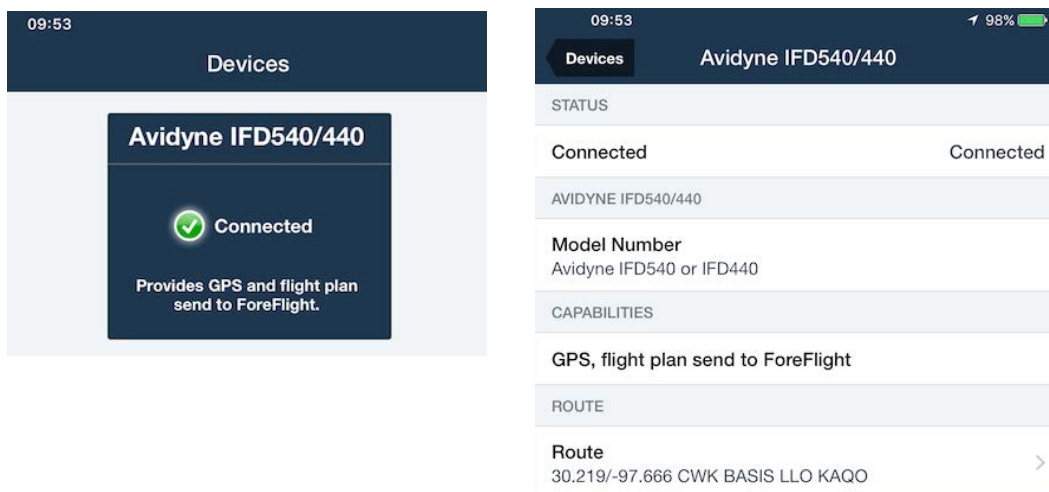 09:53
Devices
Avidyne IFD540/440
Connected
Provides GPS and flight plan
send to ForeFlight.
09:53
98%
Devices
Avidyne IFD540/440
STATUS
Connected Connected
AVIDYNE IFD540/440
Model Number
Avidyne IFD540 or IFD440
CAPABILITIES
GPS, flight plan send to ForeFlight
ROUTE
Route
30.219/-97.666 CWK BASIS LLO KAQO